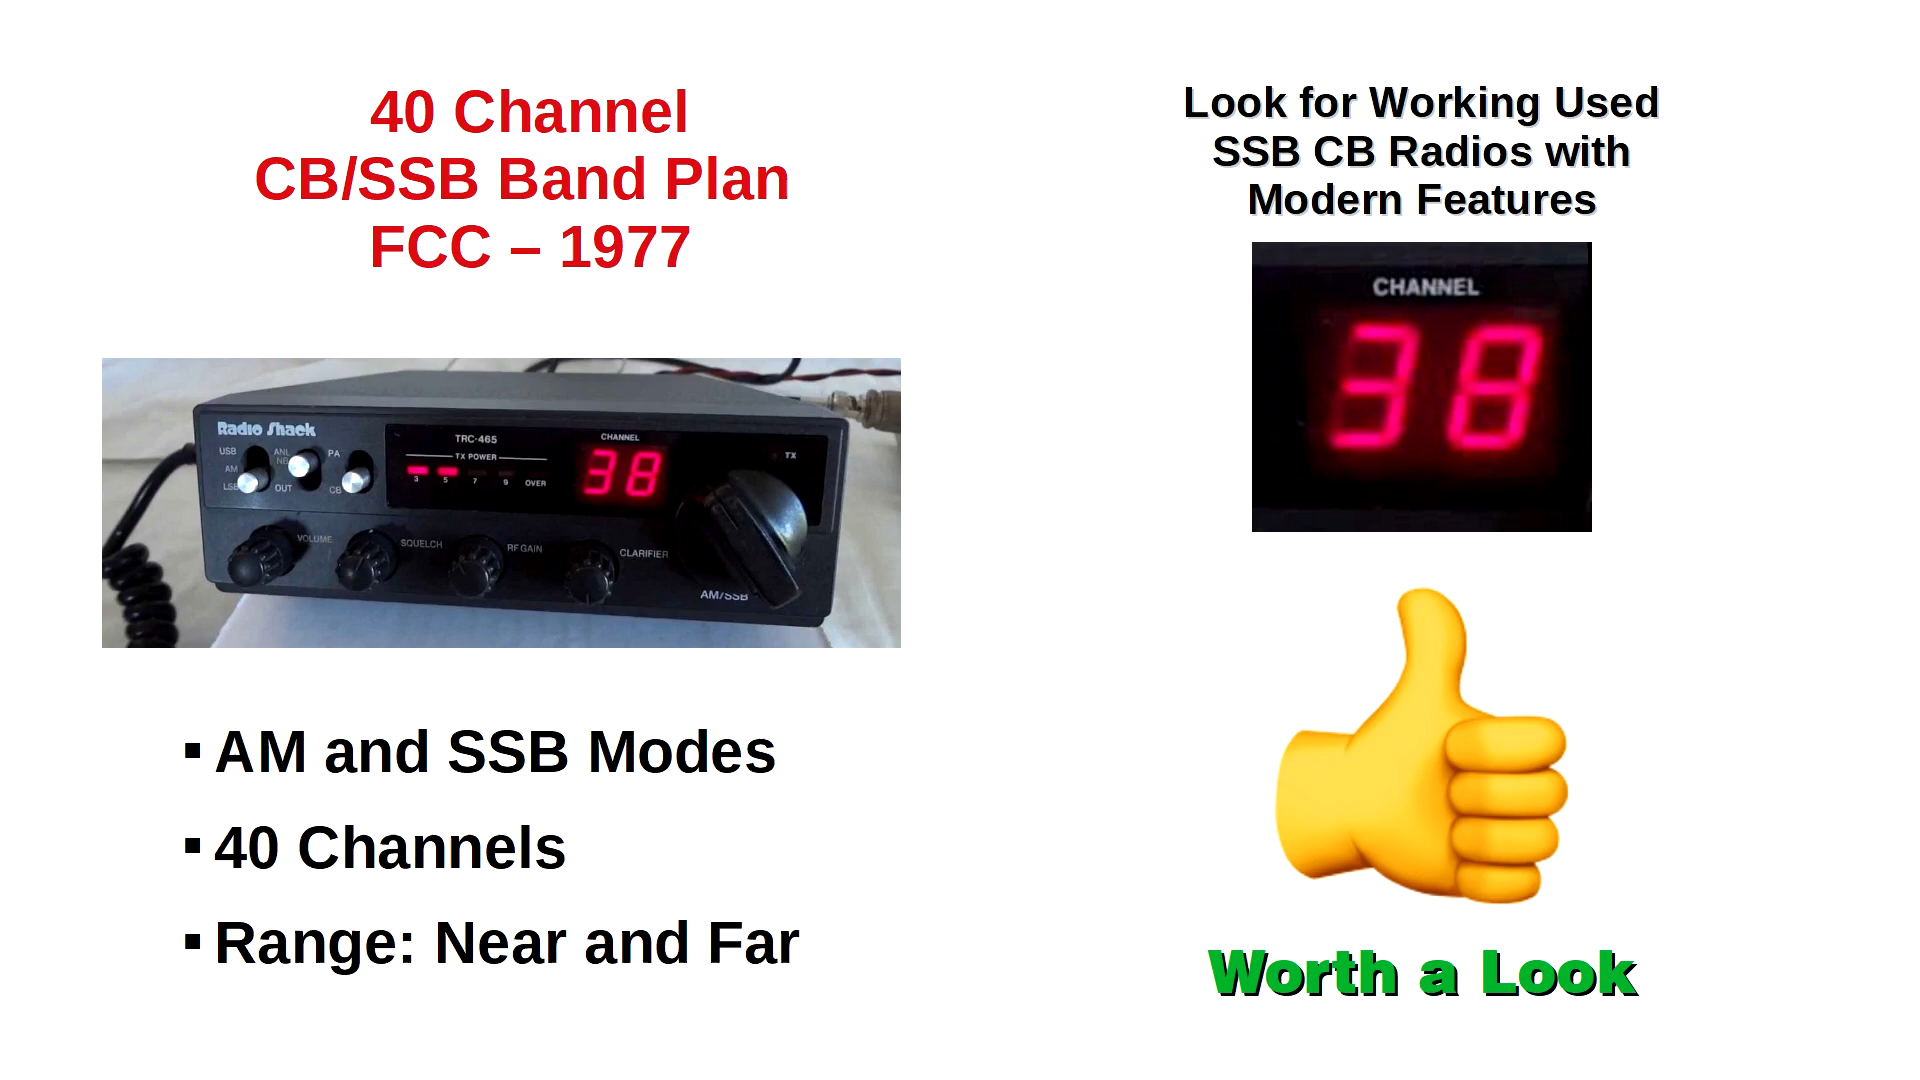 40 Channel
CB/SSB Band Plan
FCC – 1977
Radio Shack
USB
AM
LSB
ANL
NB
OUT
PA
CB
TRC-465
TX POWER
3 5 7 9 OVER
CHANNEL
38
TX
VOLUME
SQUELCH
RF GAIN
CLARIFIER
AM/SSB
▪ AM and SSB Modes
▪ 40 Channels
▪ Range: Near and Far
Look for Working Used
SSB CB Radios with
Modern Features
CHANNEL
38
Worth a Look